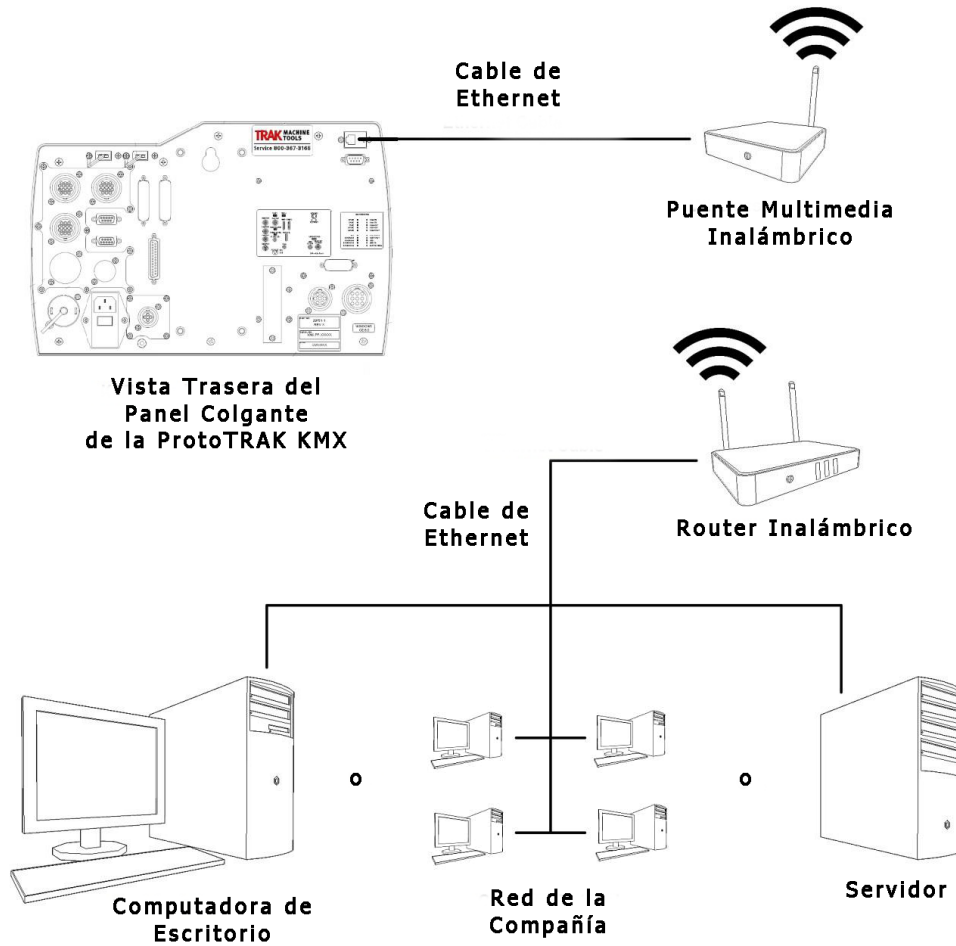 Cable de
Ethernet
TRAK MACHINE
TOOLS
Service 800-367-3165
Puente Multimedia
Inalámbrico
Vista Trasera del
Panel Colgante
de la ProtoTRAK KMX
Cable de
Ethernet
Router Inalámbrico
o
o
Computadora de
Escritorio
Red de la
Compañía
Servidor